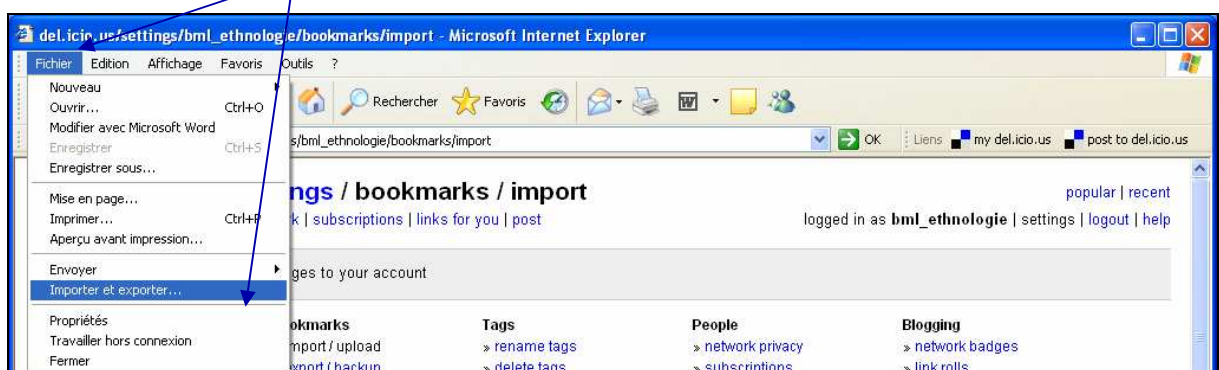 del.icio.us/settings/bml_ethnologie/bookmarks/import - Microsoft Internet Explorer
Fichier Edition Affichage Favoris Outils ?
Nouveau
Ouvrir... Ctrl+O
Modifier avec Microsoft Word
Enregistrer Ctrl+S
Enregistrer sous...
Mise en page...
Imprimer... Ctrl+P
Aperçu avant impression...
Envoyer
Importer et exporter...
Propriétés
Travailler hors connexion
Fermer
Rechercher Favoris
s/bml_ethnologie/bookmarks/import OK Liens my del.icio.us post to del.icio.us
ngs / bookmarks / import popular | recent
k | subscriptions | links for you | post logged in as bml_ethnologie | settings | logout | help
ges to your account
okmarks Tags People Blogging
mport / upload » rename tags » network privacy » network badges
xport / backup » delete tags » subscriptions » link rolls